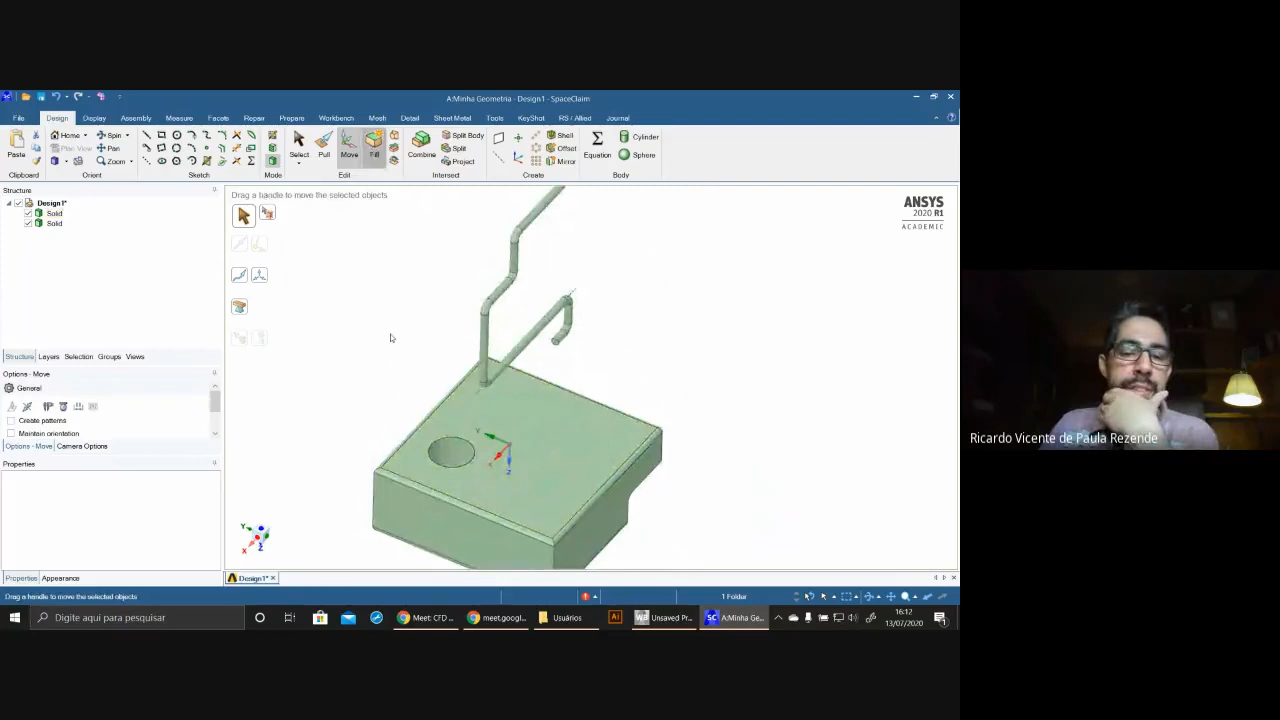 A:Minha Geometria - Design1 - SpaceClaim
File Design Display Assembly Measure Facets Repair Prepare Workbench Mesh Detail Sheet Metal Tools KeyShot RS / Allied Journal
Home Spin
Pan
Zoom
Paste
Select Pull Move Fill
Combine
Split Body
Split
Project
Shell
Offset
Mirror
Equation
Cylinder
Sphere
Clipboard Orient Sketch Mode Edit Intersect Create Body
Structure
Design1*
Solid
Solid
Drag a handle to move the selected objects
ANSYS
2020 R1
ACADEMIC
Structure Layers Selection Groups Views
Options - Move
General
Create patterns
Maintain orientation
Options - Move Camera Options
Properties
Y
X
Z
Y
X
Z
Properties Appearance
Design1*
Drag a handle to move the selected objects
1 Folder
Digite aqui para pesquisar
Meet: CFD ...
meet.googl...
Usuários
Ai
Unsaved Pr...
A:Minha Ge...
16:12
13/07/2020
Ricardo Vicente de Paula Rezende